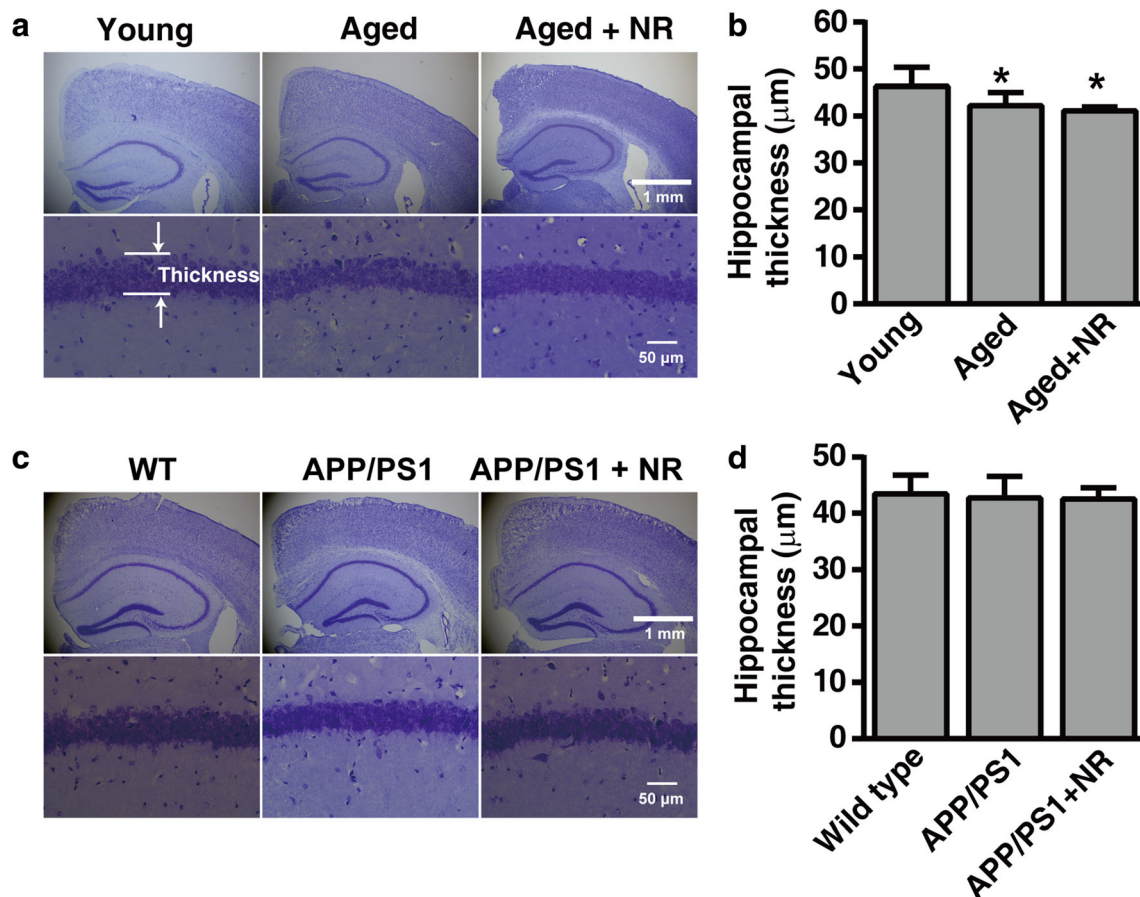 a
Young Aged Aged + NR
Thickness
1 mm
50 μm
b
Hippocampal
thickness (μm)
60
50
40
30
20
10
0
* *
Young Aged Aged+NR
c
WT APP/PS1 APP/PS1 + NR
1 mm
50 μm
d
Hippocampal
thickness (μm)
50
40
30
20
10
0
Wild type APP/PS1 APP/PS1+NR